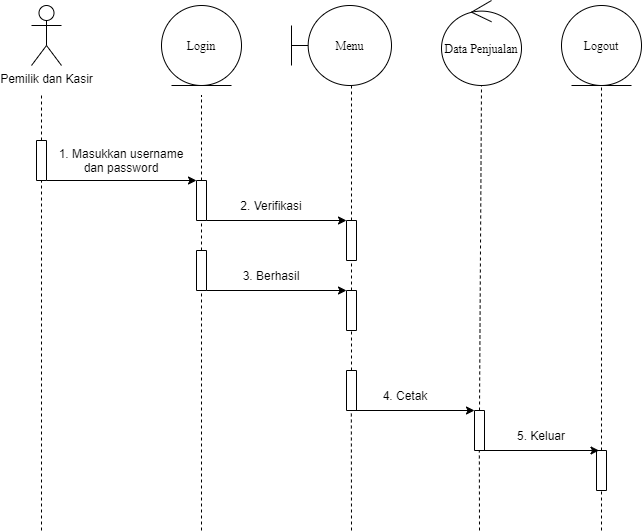 Login
Menu
Data Penjualan
Logout
Pemilik dan Kasir
1. Masukkan username
dan password
2. Verifikasi
3. Berhasil
4. Cetak
5. Keluar